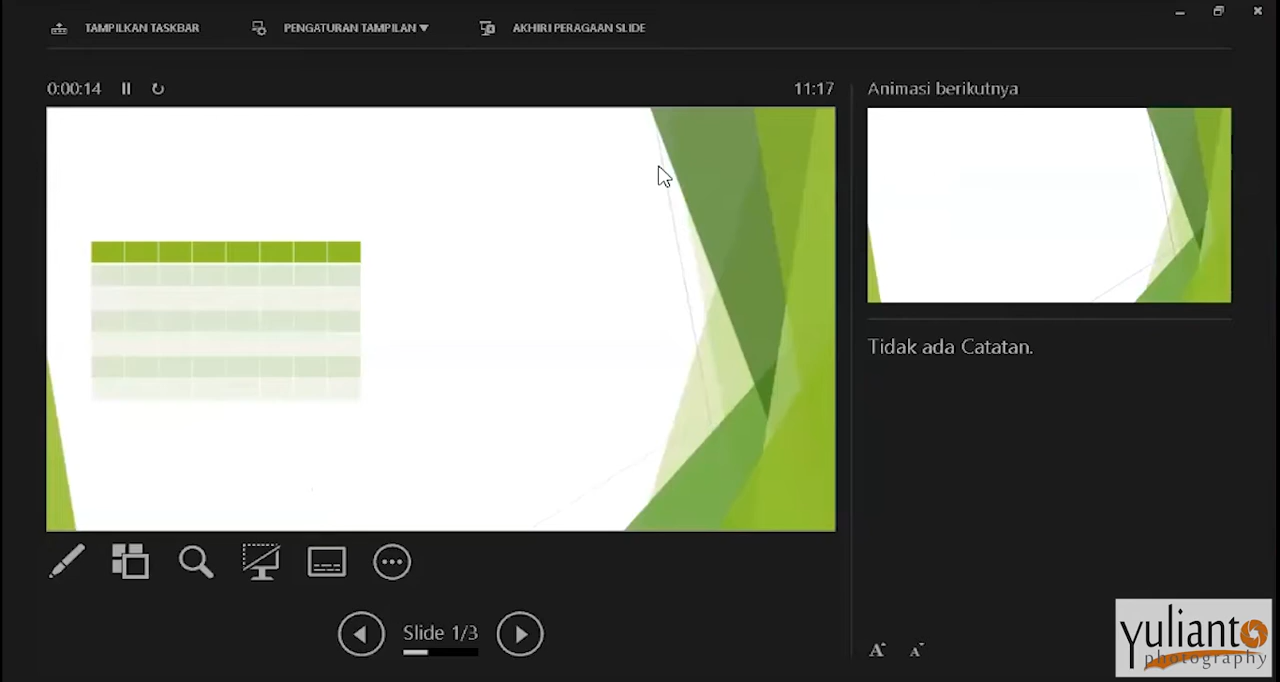 TAMPILKAN TASKBAR
PENGATURAN TAMPILAN ▼
AKHIRI PERAGAAN SLIDE
0:00:14
11:17
Animasi berikutnya
Tidak ada Catatan.
Slide 1/3
A A
yulianto
photography